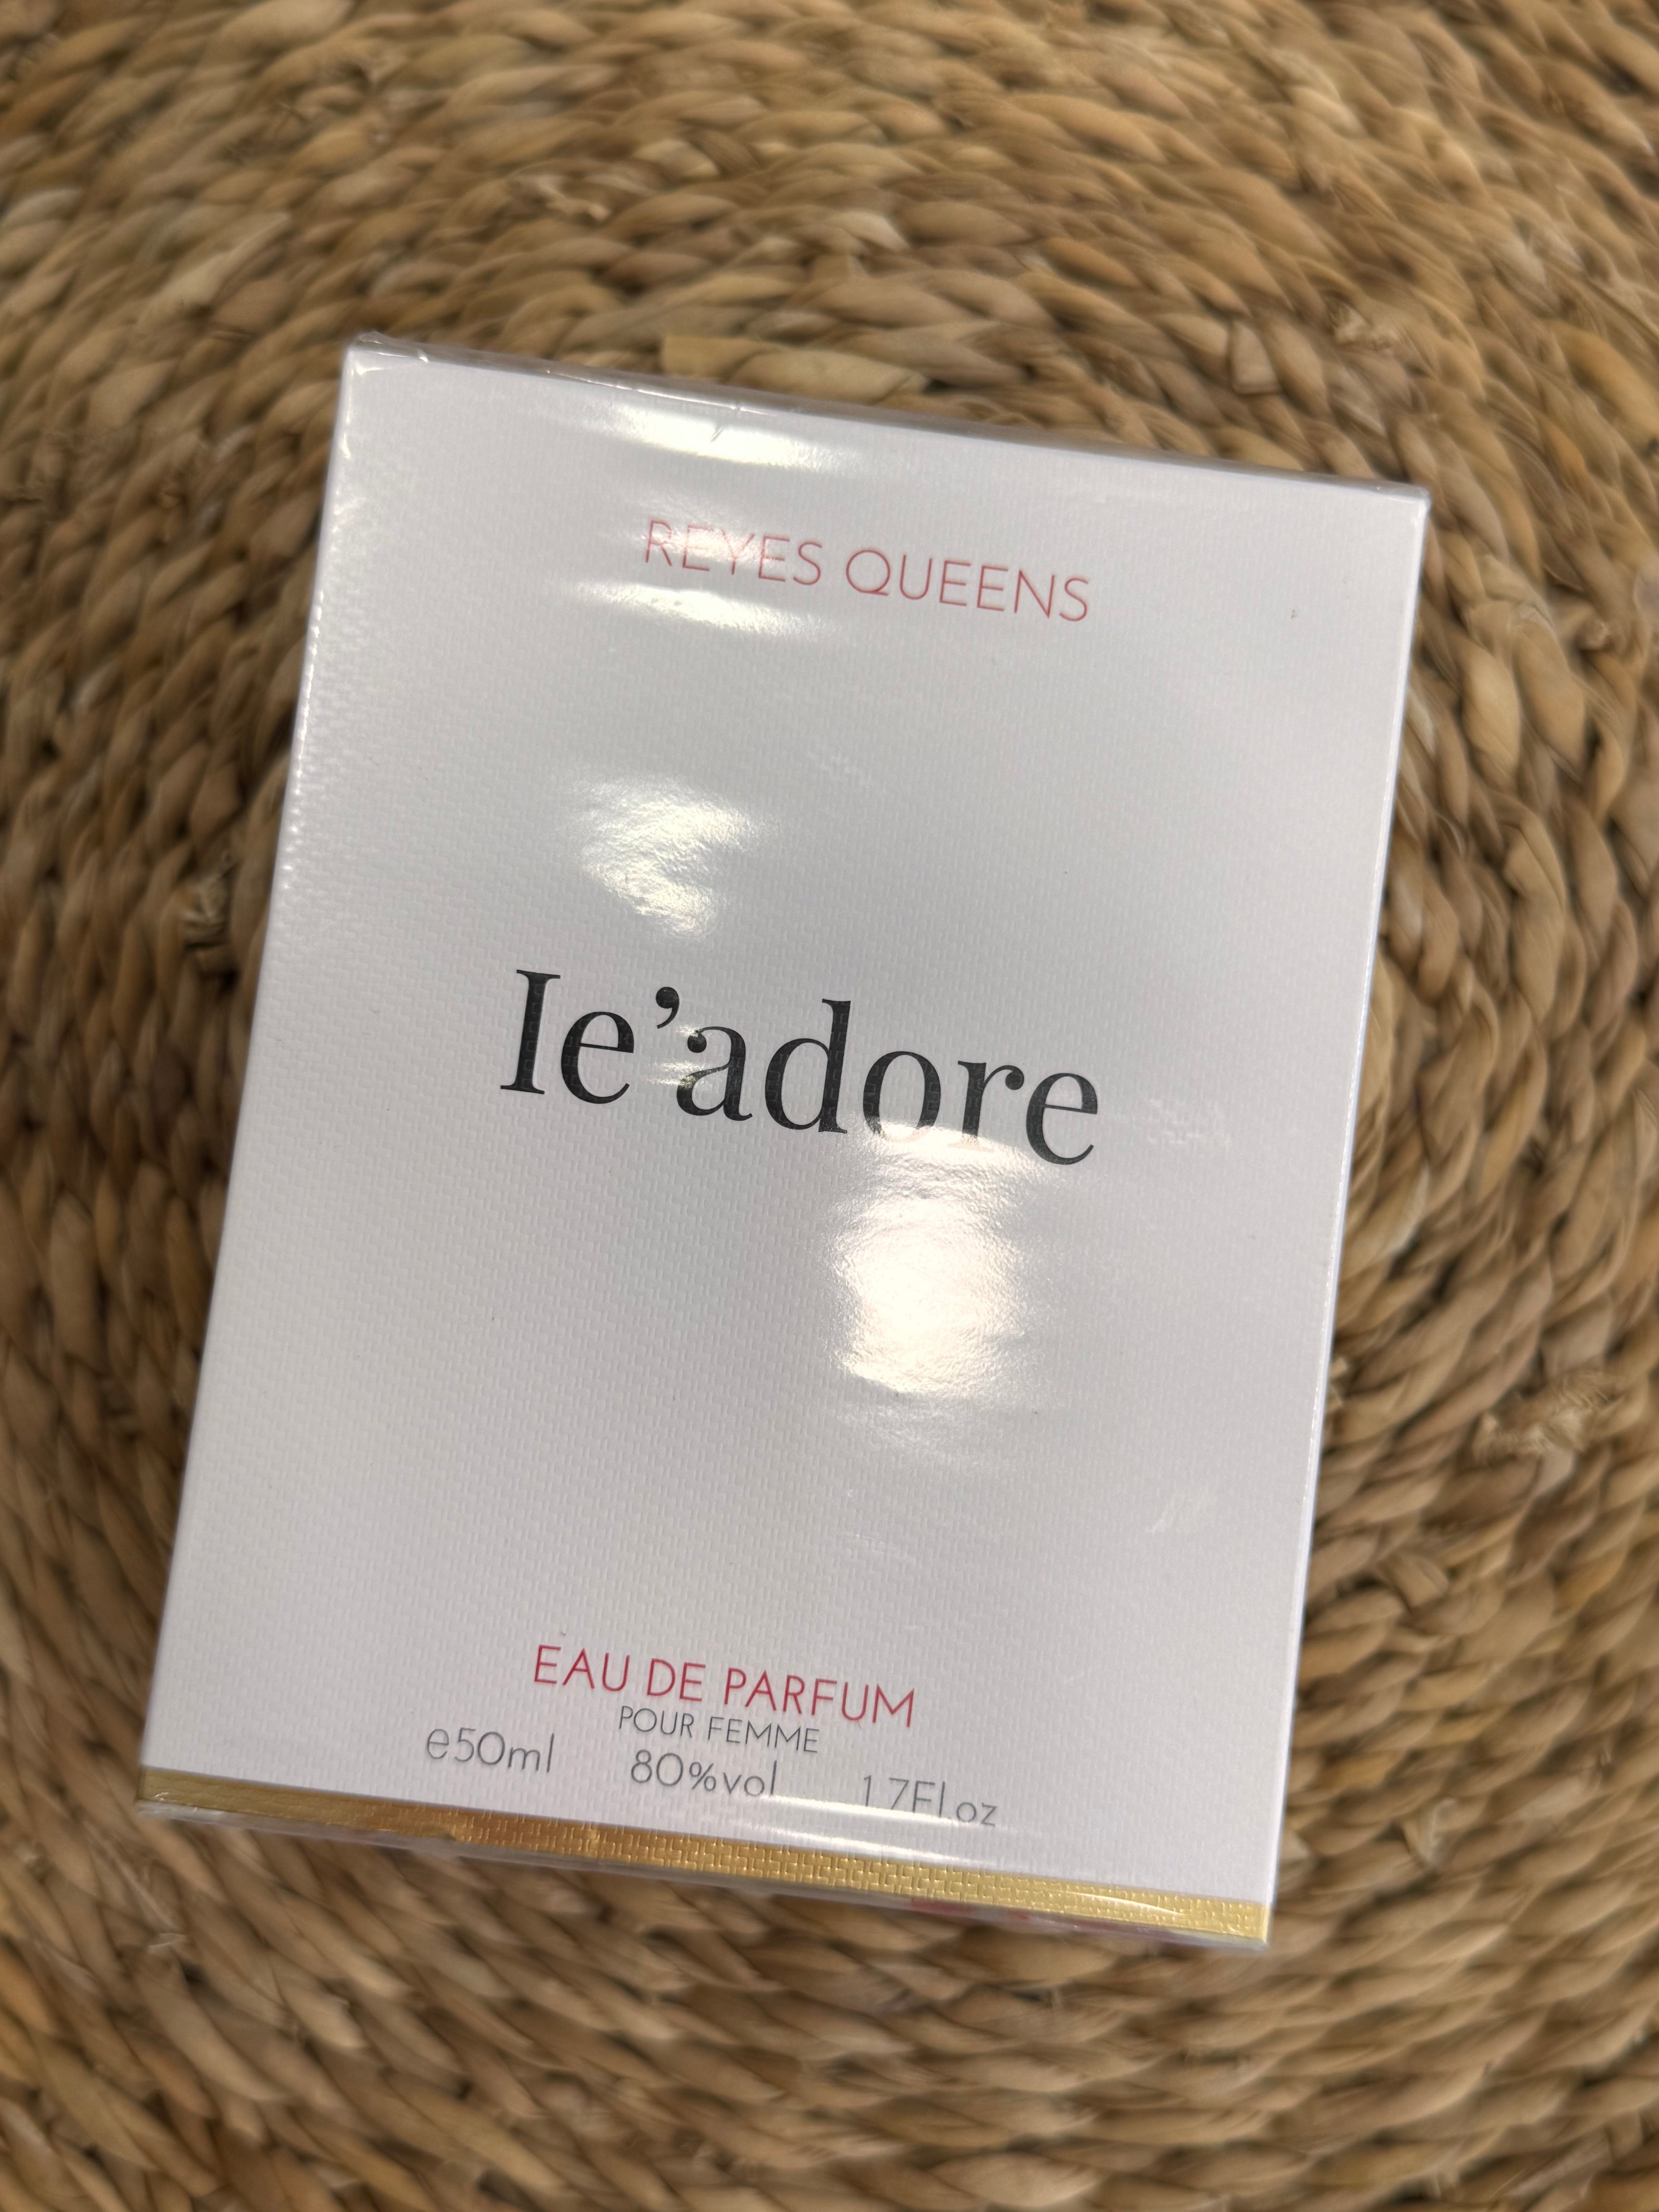 REYES QUEENS
Ie'adore
EAU DE PARFUM
POUR FEMME
e50ml 80%vol 1.7Fl.oz